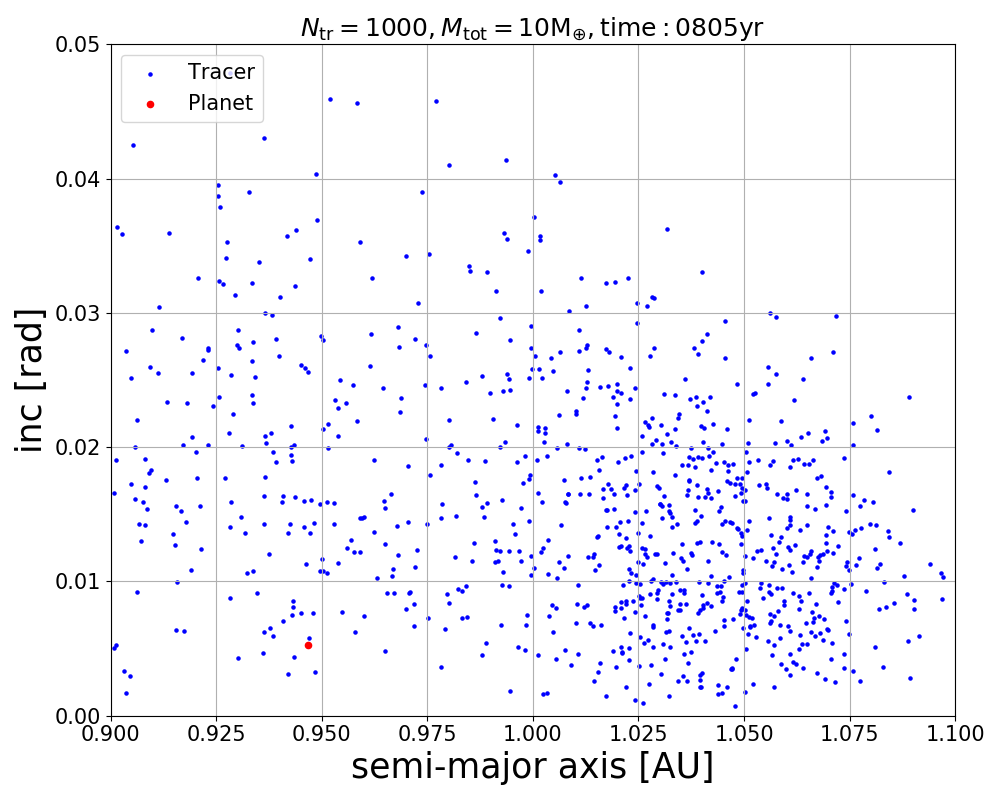 N_tr = 1000, M_tot = 10M_⊕, time : 0805yr
Tracer
Planet
inc [rad]
0.05
0.04
0.03
0.02
0.01
0.00
0.900 0.925 0.950 0.975 1.000 1.025 1.050 1.075 1.100
semi-major axis [AU]